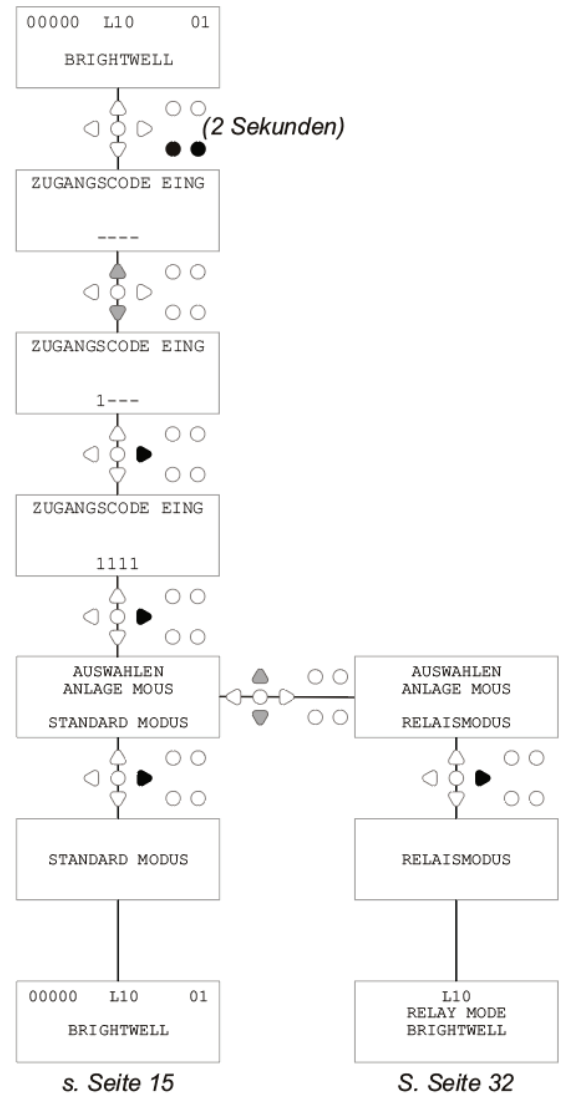 00000 L10 01
BRIGHTWELL
(2 Sekunden)
ZUGANGSCODE EING
----
ZUGANGSCODE EING
1---
ZUGANGSCODE EING
1111
AUSWAHLEN
ANLAGE MOUS
STANDARD MODUS
AUSWAHLEN
ANLAGE MOUS
RELAISMODUS
STANDARD MODUS
RELAISMODUS
00000 L10 01
BRIGHTWELL
L10
RELAY MODE
BRIGHTWELL
s. Seite 15
S. Seite 32